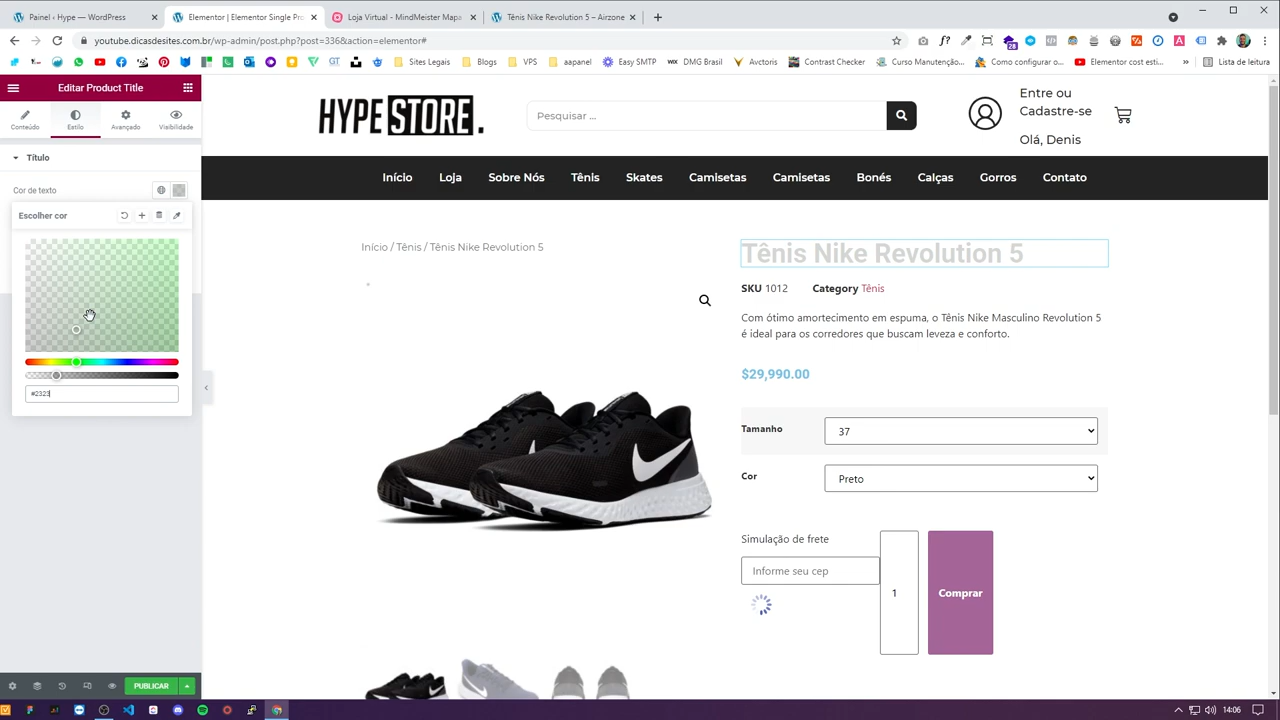 Painel ‹ Hype — WordPress
Elementor | Elementor Single Pro
Loja Virtual - MindMeister Mapa
Tênis Nike Revolution 5 – Airzone
youtube.dicasdesites.com.br/wp-admin/post.php?post=336&action=elementor#
28
Sites Legais
Blogs
VPS
aapanel
Easy SMTP
WIX
DMG Brasil
Avctoris
Contrast Checker
Curso Manutenção...
Como configurar o...
Elementor cost esti...
Lista de leitura
Editar Product Title
Conteúdo
Estilo
Avançado
Visibilidade
Título
Cor de texto
Escolher cor
#2323
PUBLICAR
HYPE STORE.
Pesquisar ...
Entre ou
Cadastre-se
Olá, Denis
Início
Loja
Sobre Nós
Tênis
Skates
Camisetas
Camisetas
Bonés
Calças
Gorros
Contato
Início / Tênis / Tênis Nike Revolution 5
Tênis Nike Revolution 5
SKU 1012
Category Tênis
Com ótimo amortecimento em espuma, o Tênis Nike Masculino Revolution 5
é ideal para os corredores que buscam leveza e conforto.
$29,990.00
Tamanho
37
Cor
Preto
Simulação de frete
Informe seu cep
1
Comprar
14:06